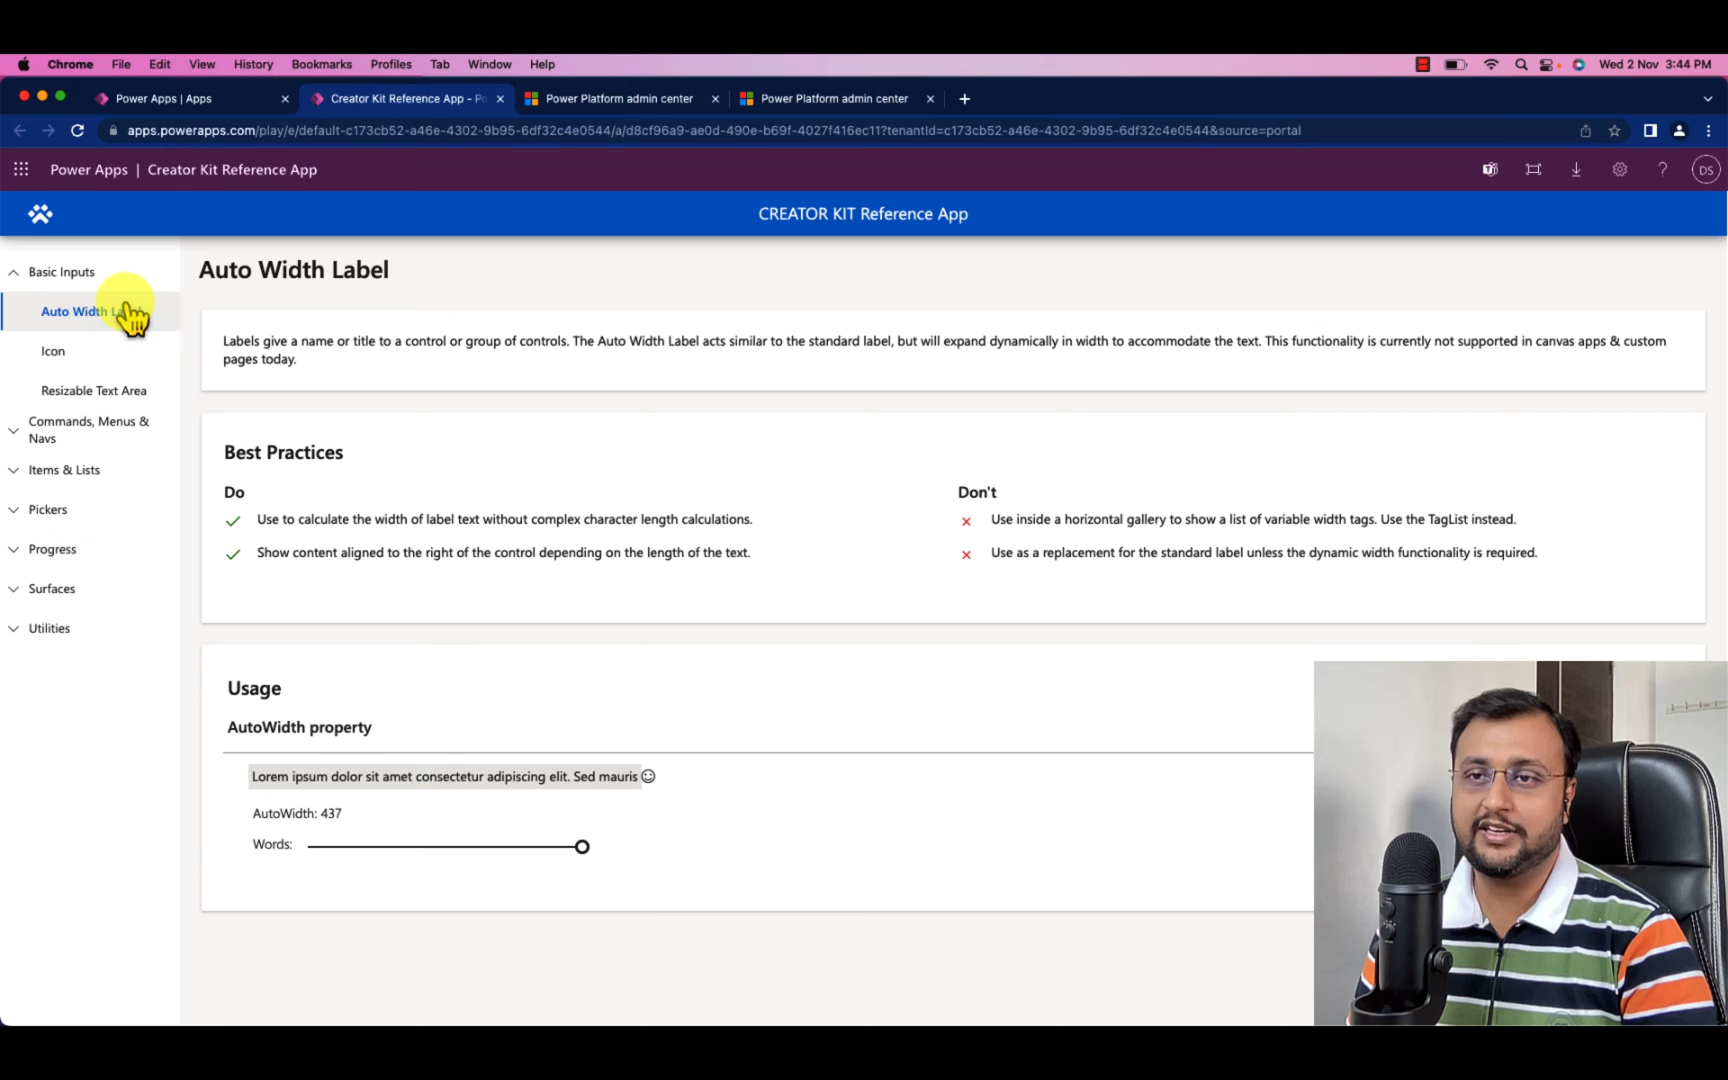 Chrome File Edit View History Bookmarks Profiles Tab Window Help Wed 2 Nov 3:44 PM
Power Apps | Apps Creator Kit Reference App - Po Power Platform admin center Power Platform admin center
apps.powerapps.com/play/e/default-c173cb52-a46e-4302-9b95-6df32c4e0544/a/d8cf96a9-ae0d-490e-b69f-4027f416ec11?tenantId=c173cb52-a46e-4302-9b95-6df32c4e0544&source=portal
Power Apps | Creator Kit Reference App DS
CREATOR KIT Reference App
Basic Inputs
Auto Width
Icon
Resizable Text Area
Commands, Menus &
Navs
Items & Lists
Pickers
Progress
Surfaces
Utilities
Auto Width Label
Labels give a name or title to a control or group of controls. The Auto Width Label acts similar to the standard label, but will expand dynamically in width to accommodate the text. This functionality is currently not supported in canvas apps & custom
pages today.
Best Practices
Do
Use to calculate the width of label text without complex character length calculations.
Show content aligned to the right of the control depending on the length of the text.
Don't
Use inside a horizontal gallery to show a list of variable width tags. Use the TagList instead.
Use as a replacement for the standard label unless the dynamic width functionality is required.
Usage
AutoWidth property
Lorem ipsum dolor sit amet consectetur adipiscing elit. Sed mauris
AutoWidth: 437
Words: